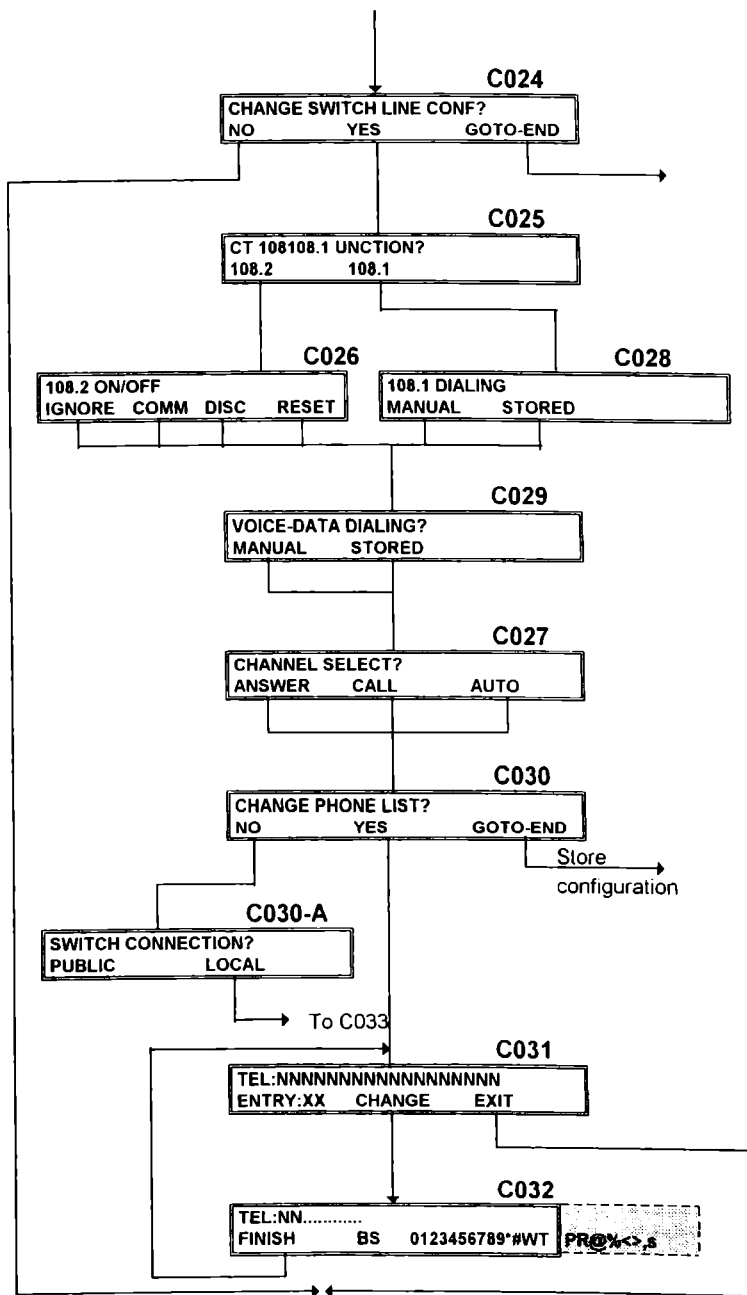 C024
CHANGE SWITCH LINE CONF?
NO YES GOTO-END
C025
CT 108108.1 UNCTION?
108.2 108.1
C026
108.2 ON/OFF
IGNORE COMM DISC RESET
C028
108.1 DIALING
MANUAL STORED
C029
VOICE-DATA DIALING?
MANUAL STORED
C027
CHANNEL SELECT?
ANSWER CALL AUTO
C030
CHANGE PHONE LIST?
NO YES GOTO-END
Store
configuration
C030-A
SWITCH CONNECTION?
PUBLIC LOCAL
To C033
C031
TEL:NNNNNNNNNNNNNNNNNN
ENTRY:XX CHANGE EXIT
C032
TEL:NN............
FINISH BS 0123456789*#WT PR@%<>,s